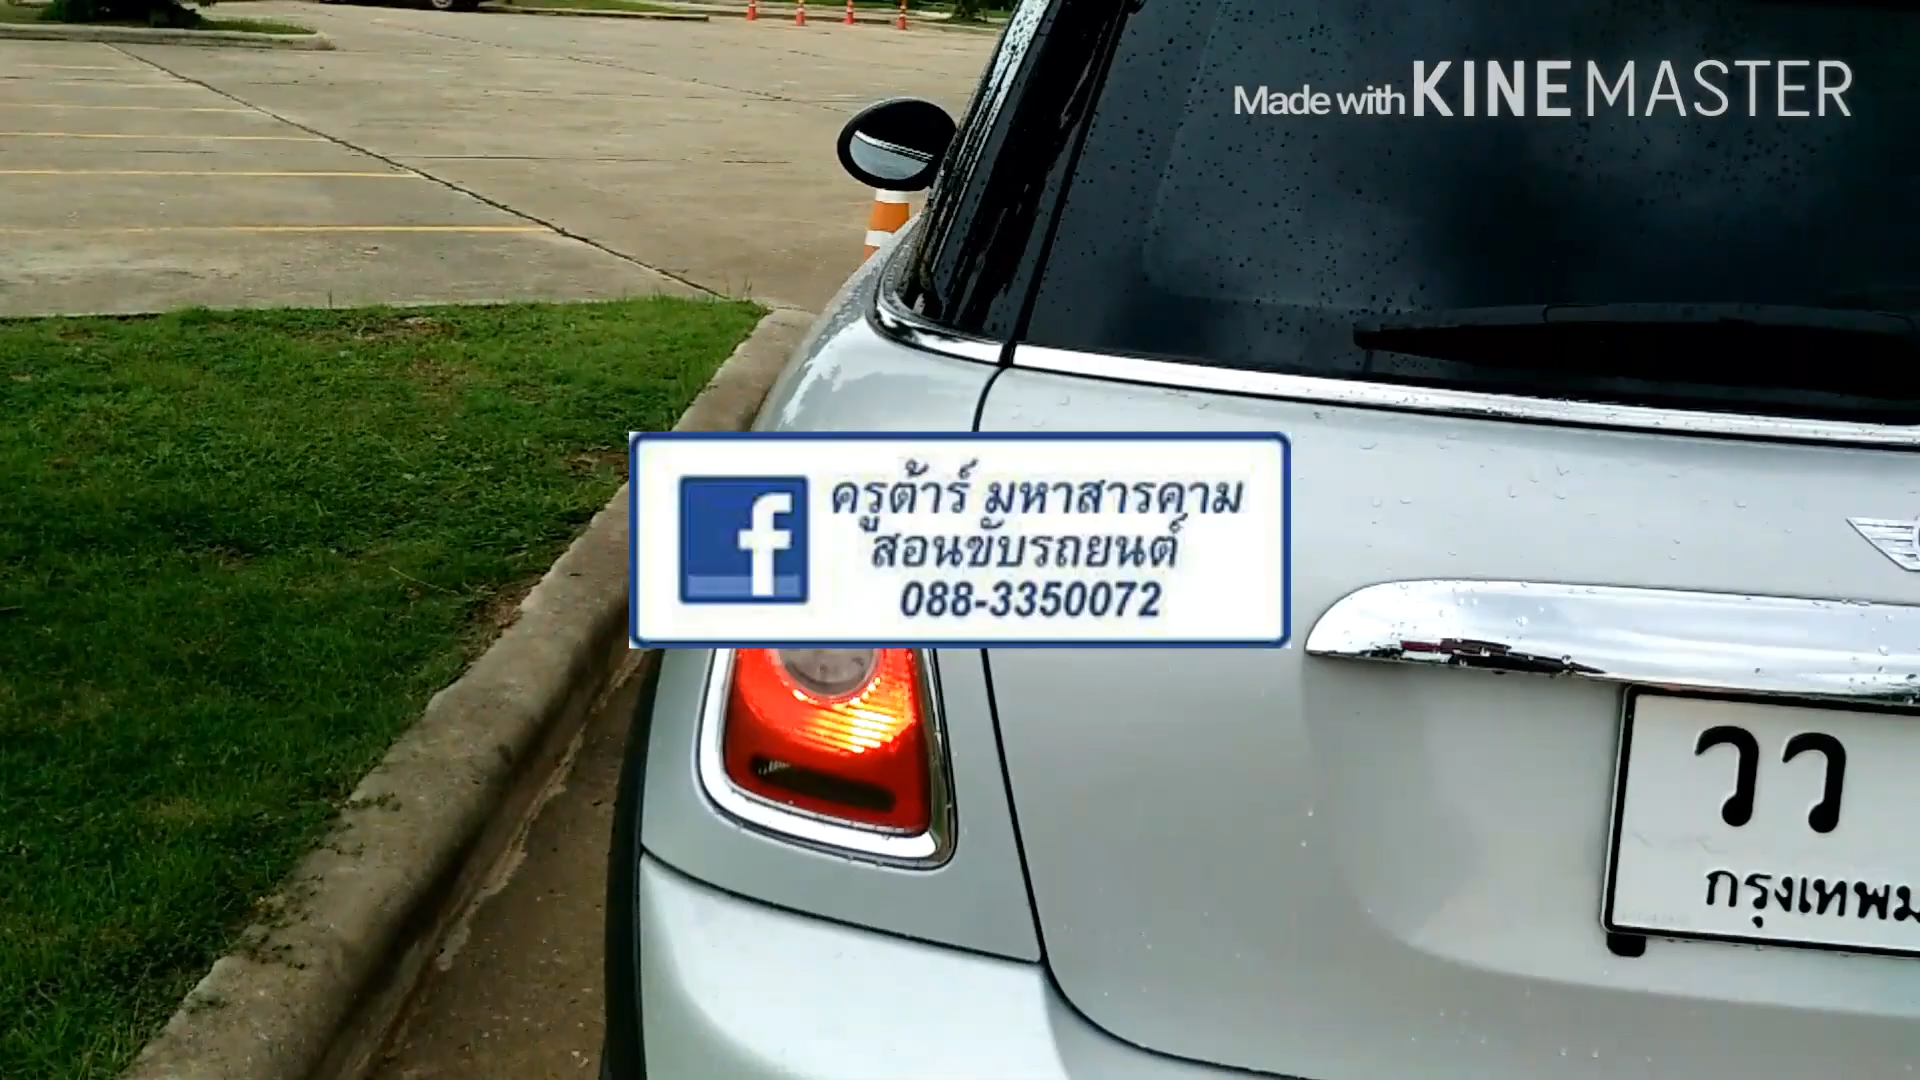 Made with KINEMASTER
f ครูต้าร์ มหาสารคาม
สอนขับรถยนต์
088-3350072
วว
กรุงเทพม